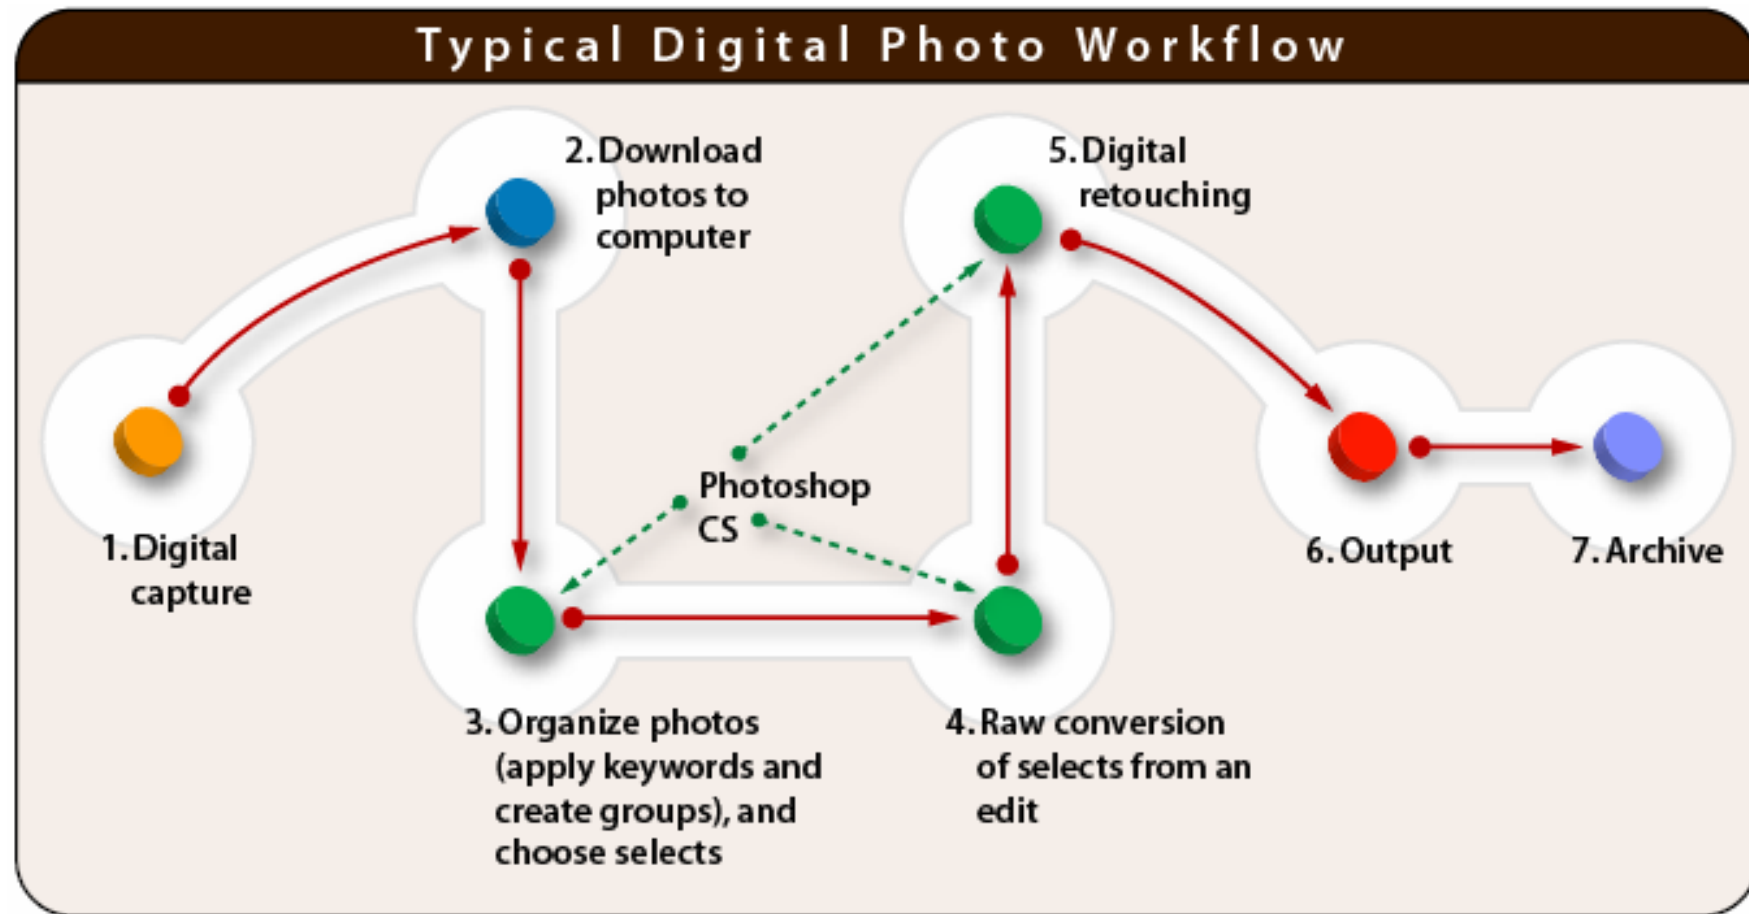 Typical Digital Photo Workflow
1. Digital
capture
2. Download
photos to
computer
3. Organize photos
(apply keywords and
create groups), and
choose selects
Photoshop
CS
4. Raw conversion
of selects from an
edit
5. Digital
retouching
6. Output
7. Archive